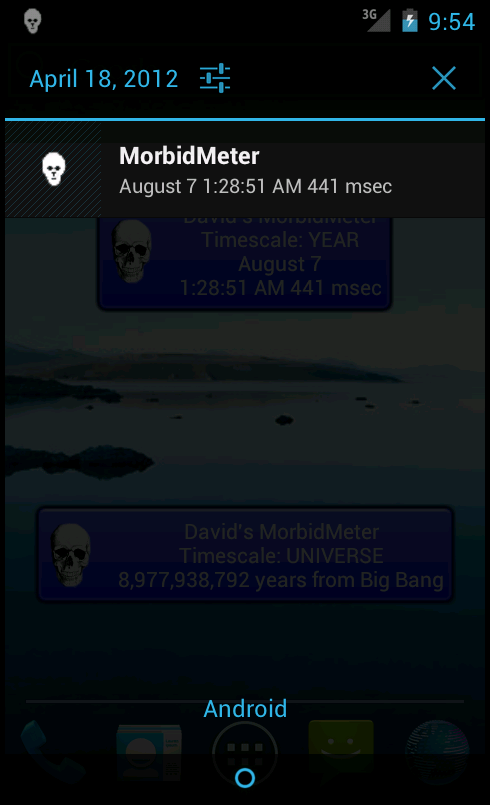 3G 9:54
April 18, 2012
MorbidMeter
August 7 1:28:51 AM 441 msec
David's MorbidMeter
Timescale: YEAR
August 7
1:28:51 AM 441 msec
David's MorbidMeter
Timescale: UNIVERSE
8,977,938,792 years from Big Bang
Android